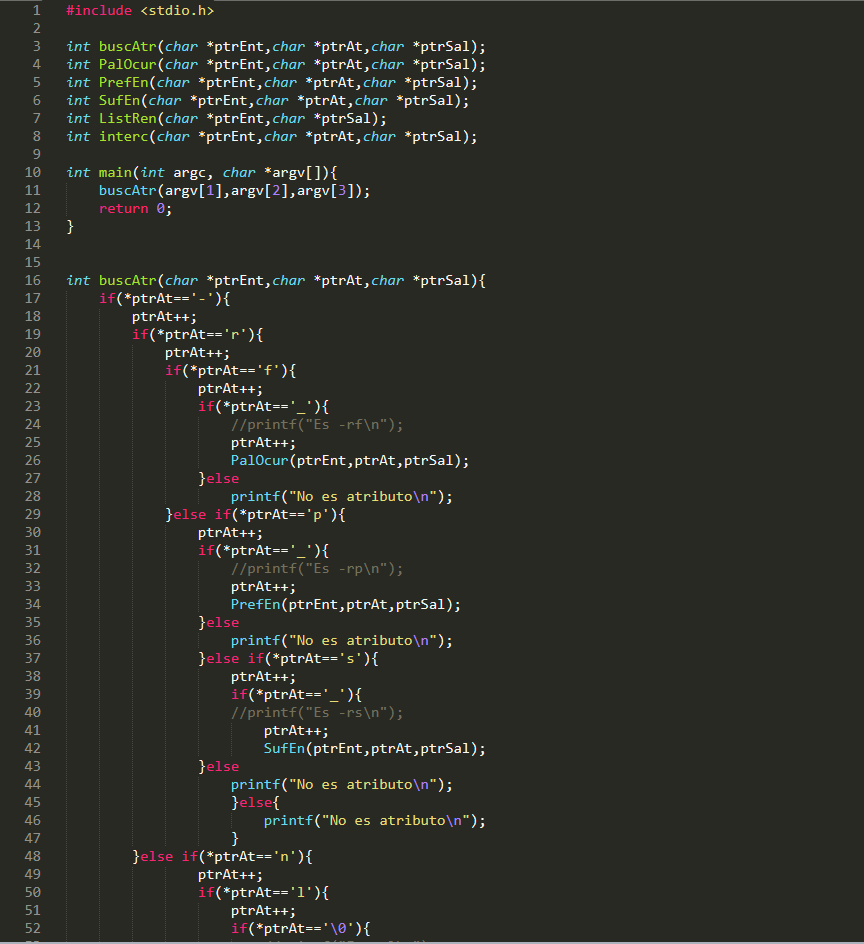 1 #include <stdio.h>
2
3 int buscAtr(char *ptrEnt,char *ptrAt,char *ptrSal);
4 int PalOcur(char *ptrEnt,char *ptrAt,char *ptrSal);
5 int PrefEn(char *ptrEnt,char *ptrAt,char *ptrSal);
6 int SufEn(char *ptrEnt,char *ptrAt,char *ptrSal);
7 int ListRen(char *ptrEnt,char *ptrSal);
8 int interc(char *ptrEnt,char *ptrAt,char *ptrSal);
9
10 int main(int argc, char *argv[]){
11 buscAtr(argv[1],argv[2],argv[3]);
12 return 0;
13 }
14
15
16 int buscAtr(char *ptrEnt,char *ptrAt,char *ptrSal){
17 if(*ptrAt=='-'){
18 ptrAt++;
19 if(*ptrAt=='r'){
20 ptrAt++;
21 if(*ptrAt=='f'){
22 ptrAt++;
23 if(*ptrAt=='_'){
24 //printf("Es -rf\n");
25 ptrAt++;
26 PalOcur(ptrEnt,ptrAt,ptrSal);
27 }else
28 printf("No es atributo\n");
29 }else if(*ptrAt=='p'){
30 ptrAt++;
31 if(*ptrAt=='_'){
32 //printf("Es -rp\n");
33 ptrAt++;
34 PrefEn(ptrEnt,ptrAt,ptrSal);
35 }else
36 printf("No es atributo\n");
37 }else if(*ptrAt=='s'){
38 ptrAt++;
39 if(*ptrAt=='_'){
40 //printf("Es -rs\n");
41 ptrAt++;
42 SufEn(ptrEnt,ptrAt,ptrSal);
43 }else
44 printf("No es atributo\n");
45 }else{
46 printf("No es atributo\n");
47 }
48 }else if(*ptrAt=='n'){
49 ptrAt++;
50 if(*ptrAt=='l'){
51 ptrAt++;
52 if(*ptrAt=='\0'){